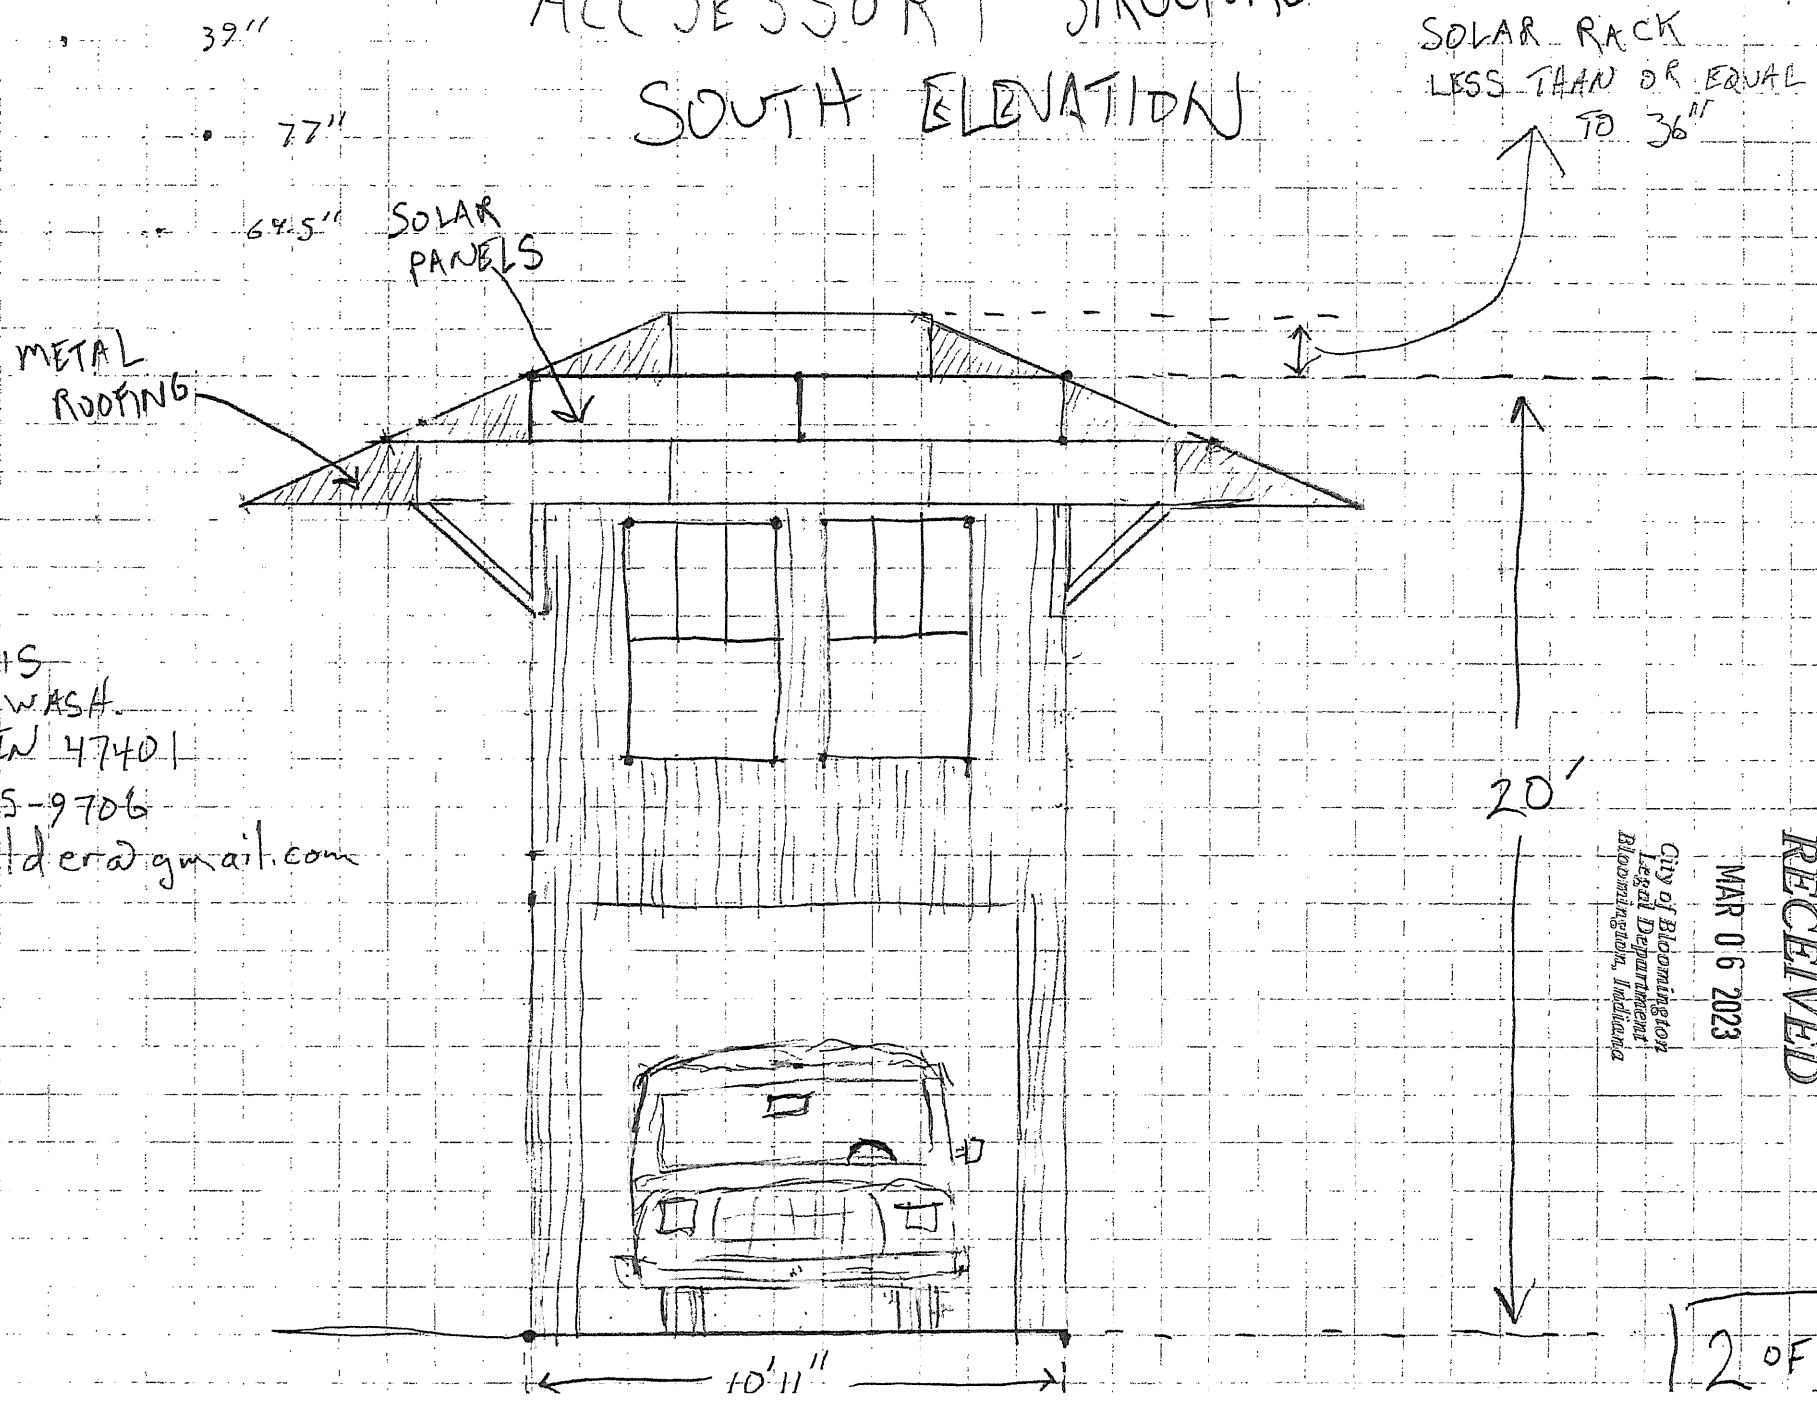 39"
ACCSESSORY STRUCTURE
SOUTH ELEVATION
SOLAR RACK
LESS THAN OR EQUAL
TO 36"
77"
64.5"
SOLAR
PANELS
METAL
ROOFING
WASH.
IN 47401
S-9706
lder@gmail.com
20'
RECEIVED
MAR 06 2023
City of Bloomington
Legal Department
Bloomington, Indiana
10'11"
2 OF